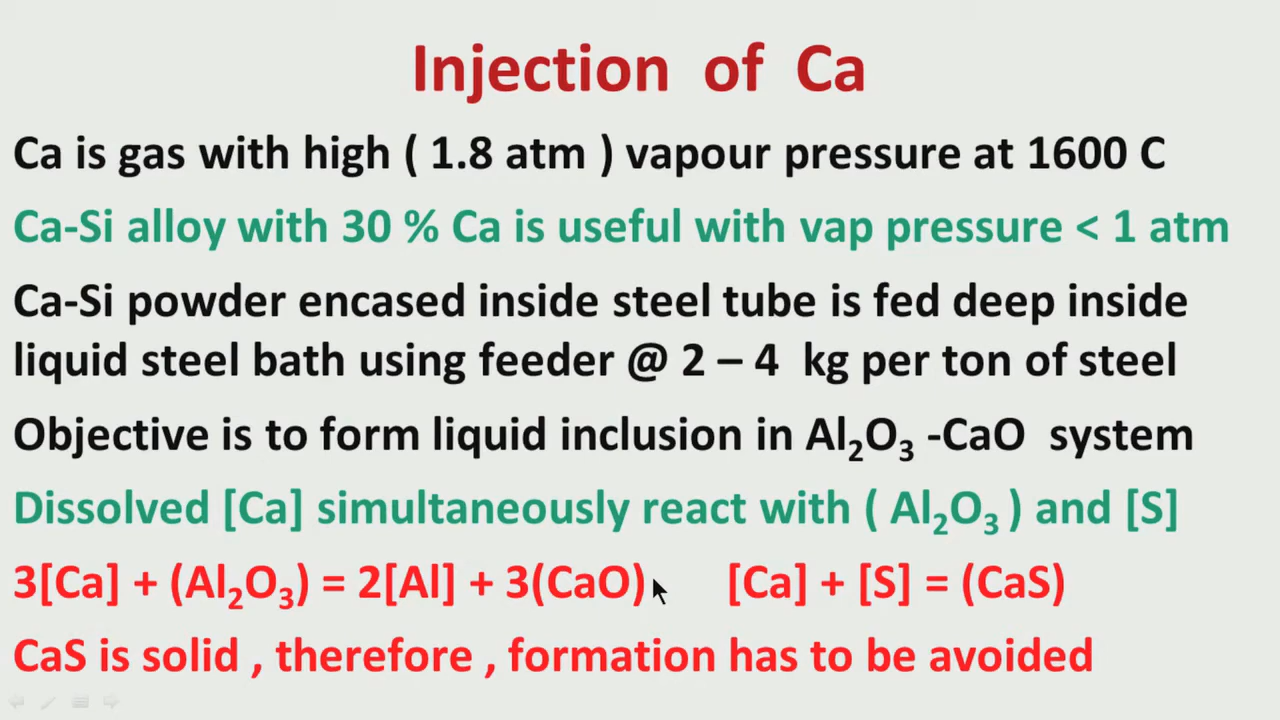 Injection of Ca
Ca is gas with high ( 1.8 atm ) vapour pressure at 1600 C
Ca-Si alloy with 30 % Ca is useful with vap pressure < 1 atm
Ca-Si powder encased inside steel tube is fed deep inside
liquid steel bath using feeder @ 2 – 4 kg per ton of steel
Objective is to form liquid inclusion in Al₂O₃ -CaO system
Dissolved [Ca] simultaneously react with ( Al₂O₃ ) and [S]
3[Ca] + (Al₂O₃) = 2[Al] + 3(CaO) [Ca] + [S] = (CaS)
CaS is solid , therefore , formation has to be avoided